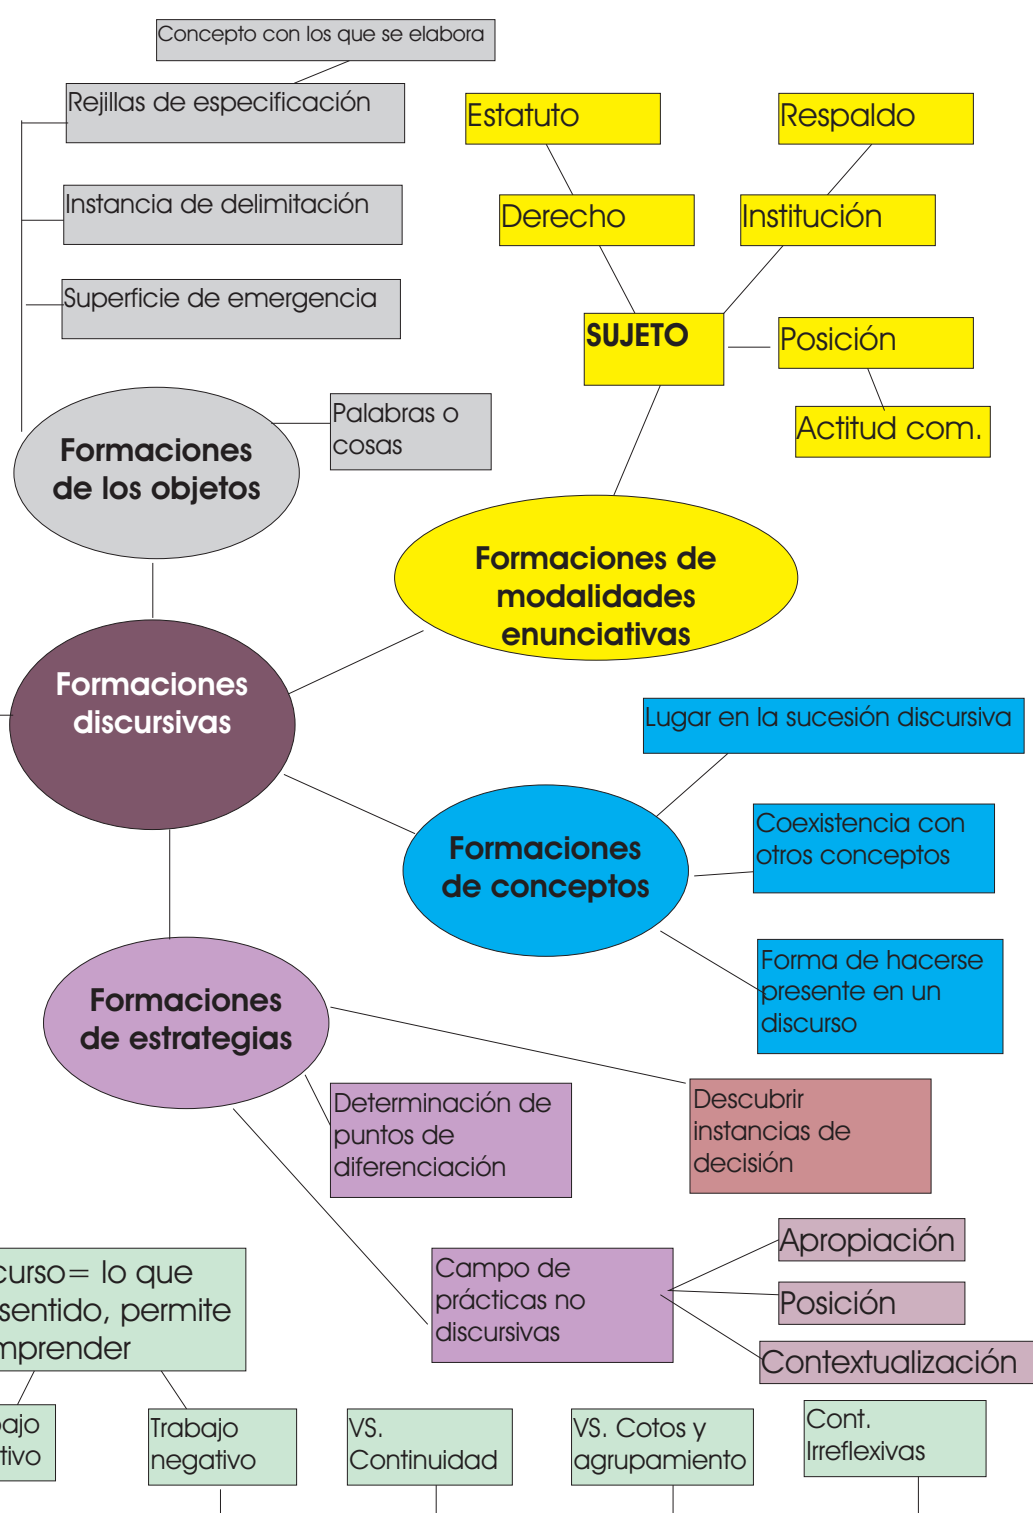 Concepto con los que se elabora
Rejillas de especificación
Instancia de delimitación
Superficie de emergencia
Estatuto
Respaldo
Derecho
Institución
SUJETO
Posición
Actitud com.
Palabras o
cosas
Formaciones
de los objetos
Formaciones de
modalidades
enunciativas
Formaciones
discursivas
Lugar en la sucesión discursiva
Coexistencia con
otros conceptos
Formaciones
de conceptos
Forma de hacerse
presente en un
discurso
Formaciones
de estrategias
Determinación de
puntos de
diferenciación
Descubrir
instancias de
decisión
Campo de
prácticas no
discursivas
Apropiación
Posición
Contextualización
curso= lo que
sentido, permite
mprender
ajo
tivo
Trabajo
negativo
VS.
Continuidad
VS. Cotos y
agrupamiento
Cont.
Irreflexivas